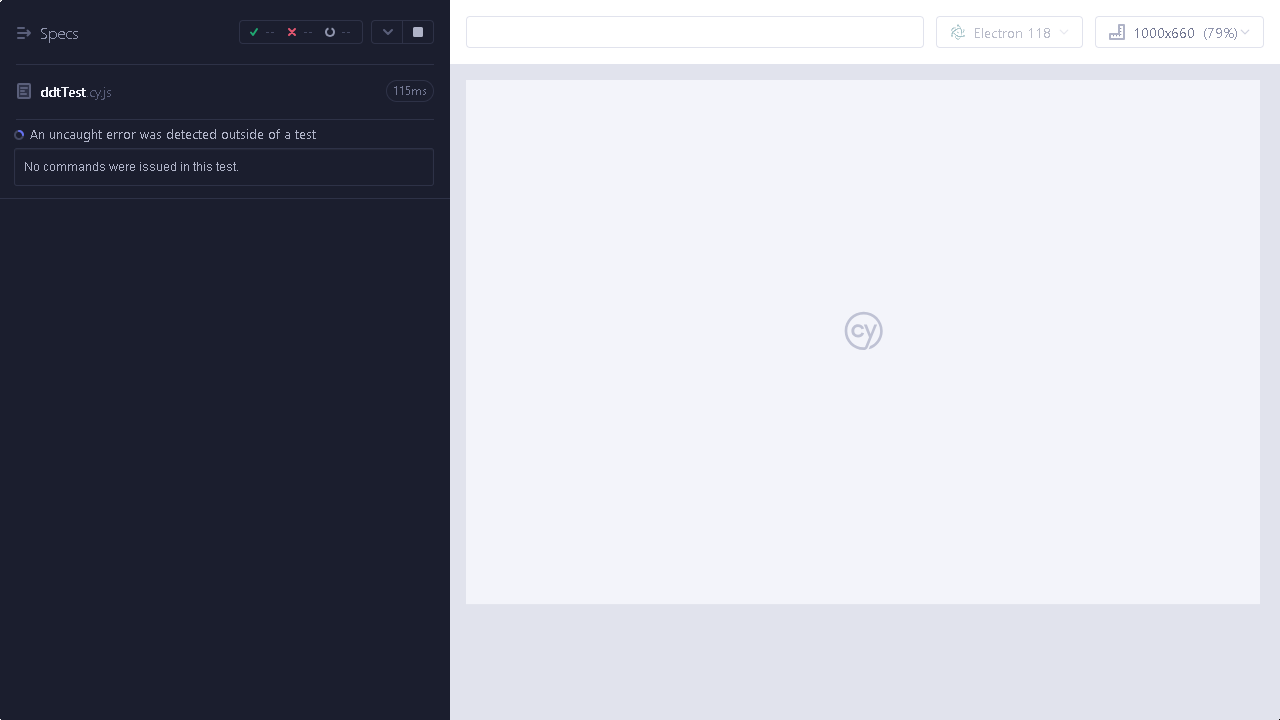 Specs
-- -- --
ddtTest.cy.js 115ms
An uncaught error was detected outside of a test
No commands were issued in this test.
Electron 118
1000x660 (79%)
cy